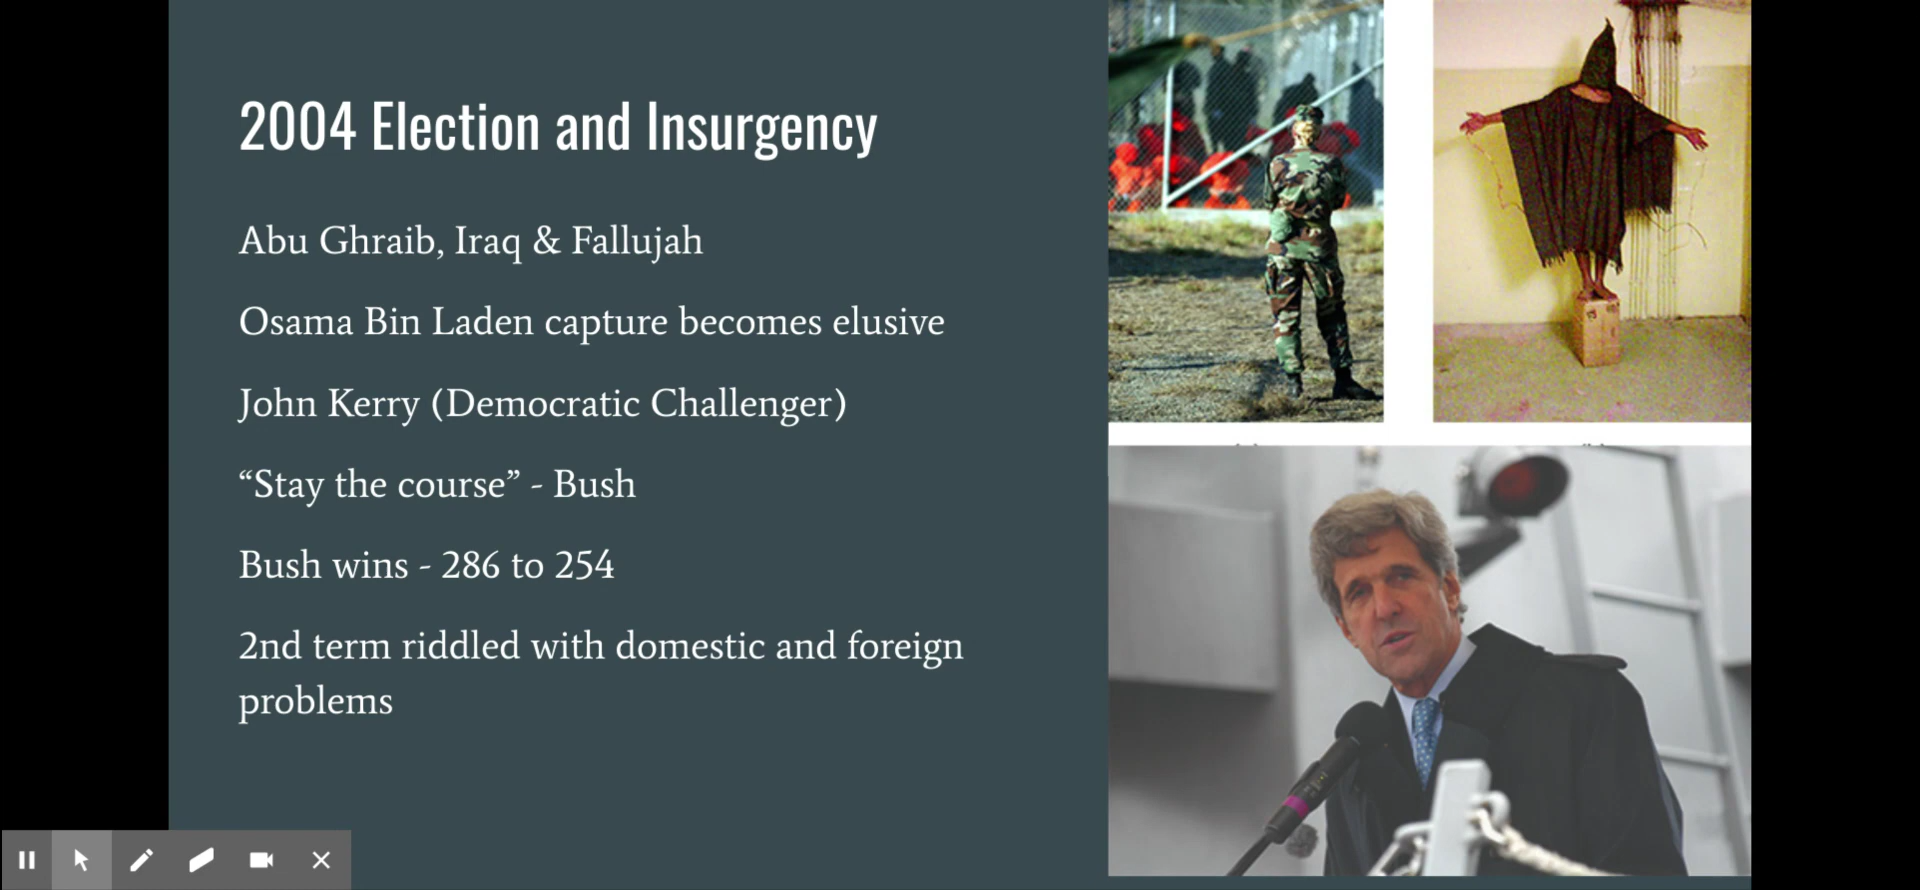 2004 Election and Insurgency
Abu Ghraib, Iraq & Fallujah
Osama Bin Laden capture becomes elusive
John Kerry (Democratic Challenger)
“Stay the course” - Bush
Bush wins - 286 to 254
2nd term riddled with domestic and foreign
problems